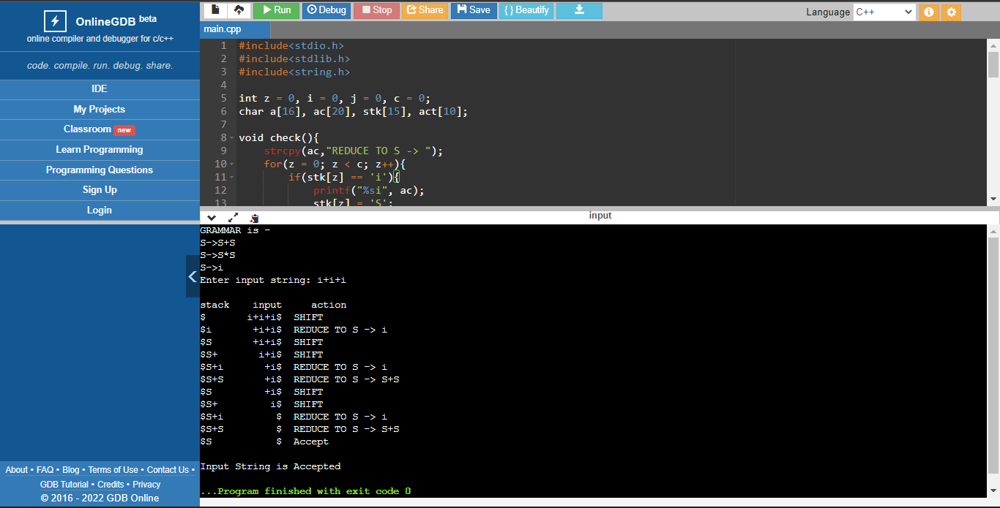 OnlineGDB beta
online compiler and debugger for c/c++
code. compile. run. debug. share.
IDE
My Projects
Classroom new
Learn Programming
Programming Questions
Sign Up
Login
About • FAQ • Blog • Terms of Use • Contact Us •
GDB Tutorial • Credits • Privacy
© 2016 - 2022 GDB Online
Run Debug Stop Share Save { } Beautify
Language C++
main.cpp
1 #include<stdio.h>
2 #include<stdlib.h>
3 #include<string.h>
4
5 int z = 0, i = 0, j = 0, c = 0;
6 char a[16], ac[20], stk[15], act[10];
7
8 void check(){
9 strcpy(ac,"REDUCE TO S -> ");
10 for(z = 0; z < c; z++){
11 if(stk[z] == 'i'){
12 printf("%si", ac);
13 stk[z] = 'S';
input
GRAMMAR is -
S->S+S
S->S*S
S->i
Enter input string: i+i+i
stack input action
$ i+i+i$ SHIFT
$i +i+i$ REDUCE TO S -> i
$S +i+i$ SHIFT
$S+ i+i$ SHIFT
$S+i +i$ REDUCE TO S -> i
$S+S +i$ REDUCE TO S -> S+S
$S +i$ SHIFT
$S+ i$ SHIFT
$S+i $ REDUCE TO S -> i
$S+S $ REDUCE TO S -> S+S
$S $ Accept
Input String is Accepted
...Program finished with exit code 0